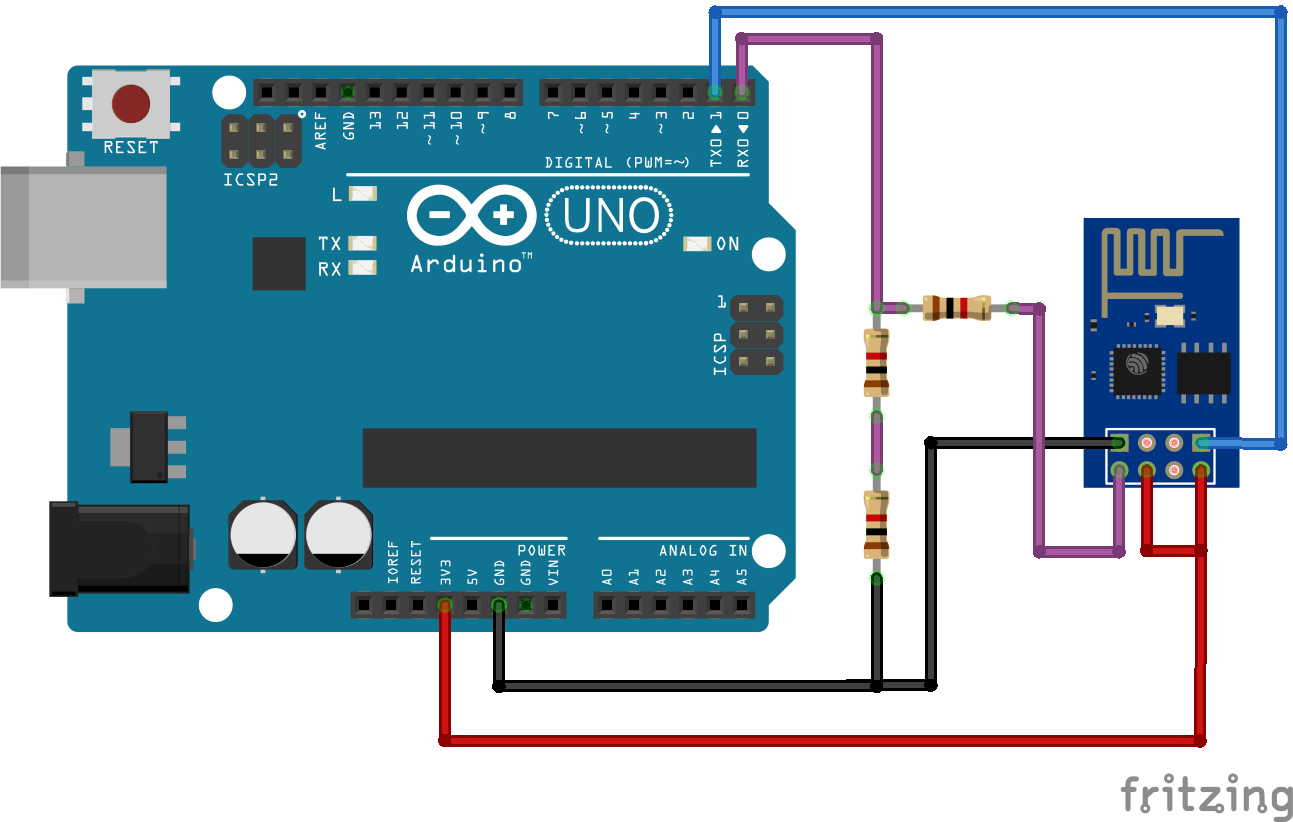 RESET
ICSP2
AREF
GND
13
12
~11
~10
~9
8
7
~6
~5
4
~3
2
TX0▶1
RX0◀0
DIGITAL (PWM=~)
L
TX
RX
UNO
Arduino™
ON
1
ICSP
IOREF
RESET
3V3
5V
GND
GND
VIN
POWER
ANALOG IN
A0
A1
A2
A3
A4
A5
fritzing